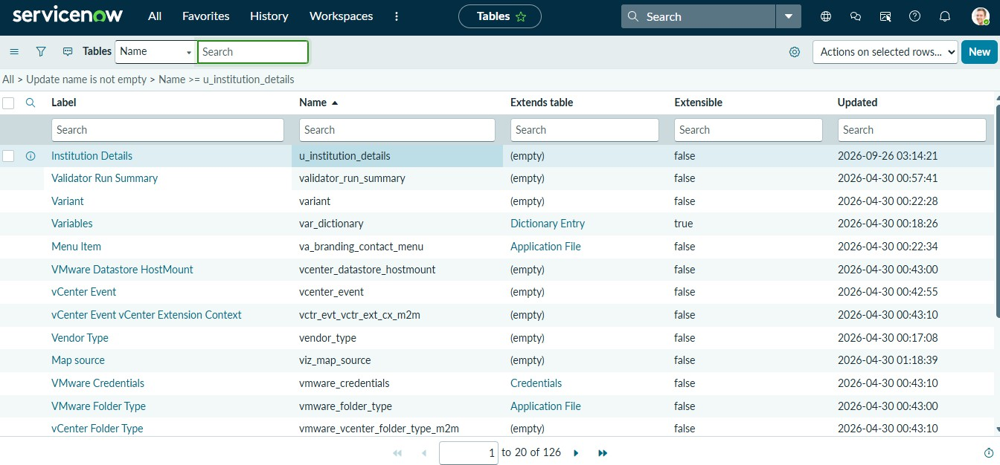 servicenow All Favorites History Workspaces Tables Search
Tables Name Search Actions on selected rows... New
All > Update name is not empty > Name >= u_institution_details
Label Name Extends table Extensible Updated
Search Search Search Search Search
Institution Details u_institution_details (empty) false 2026-09-26 03:14:21
Validator Run Summary validator_run_summary (empty) false 2026-04-30 00:57:41
Variant variant (empty) false 2026-04-30 00:22:28
Variables var_dictionary Dictionary Entry true 2026-04-30 00:18:26
Menu Item va_branding_contact_menu Application File false 2026-04-30 00:22:34
VMware Datastore HostMount vcenter_datastore_hostmount (empty) false 2026-04-30 00:43:00
vCenter Event vcenter_event (empty) false 2026-04-30 00:42:55
vCenter Event vCenter Extension Context vctr_evt_vctr_ext_cx_m2m (empty) false 2026-04-30 00:43:10
Vendor Type vendor_type (empty) false 2026-04-30 00:17:08
Map source viz_map_source (empty) false 2026-04-30 01:18:39
VMware Credentials vmware_credentials Credentials false 2026-04-30 00:43:10
VMware Folder Type vmware_folder_type Application File false 2026-04-30 00:43:00
vCenter Folder Type vmware_vcenter_folder_type_m2m (empty) false 2026-04-30 00:43:10
1 to 20 of 126